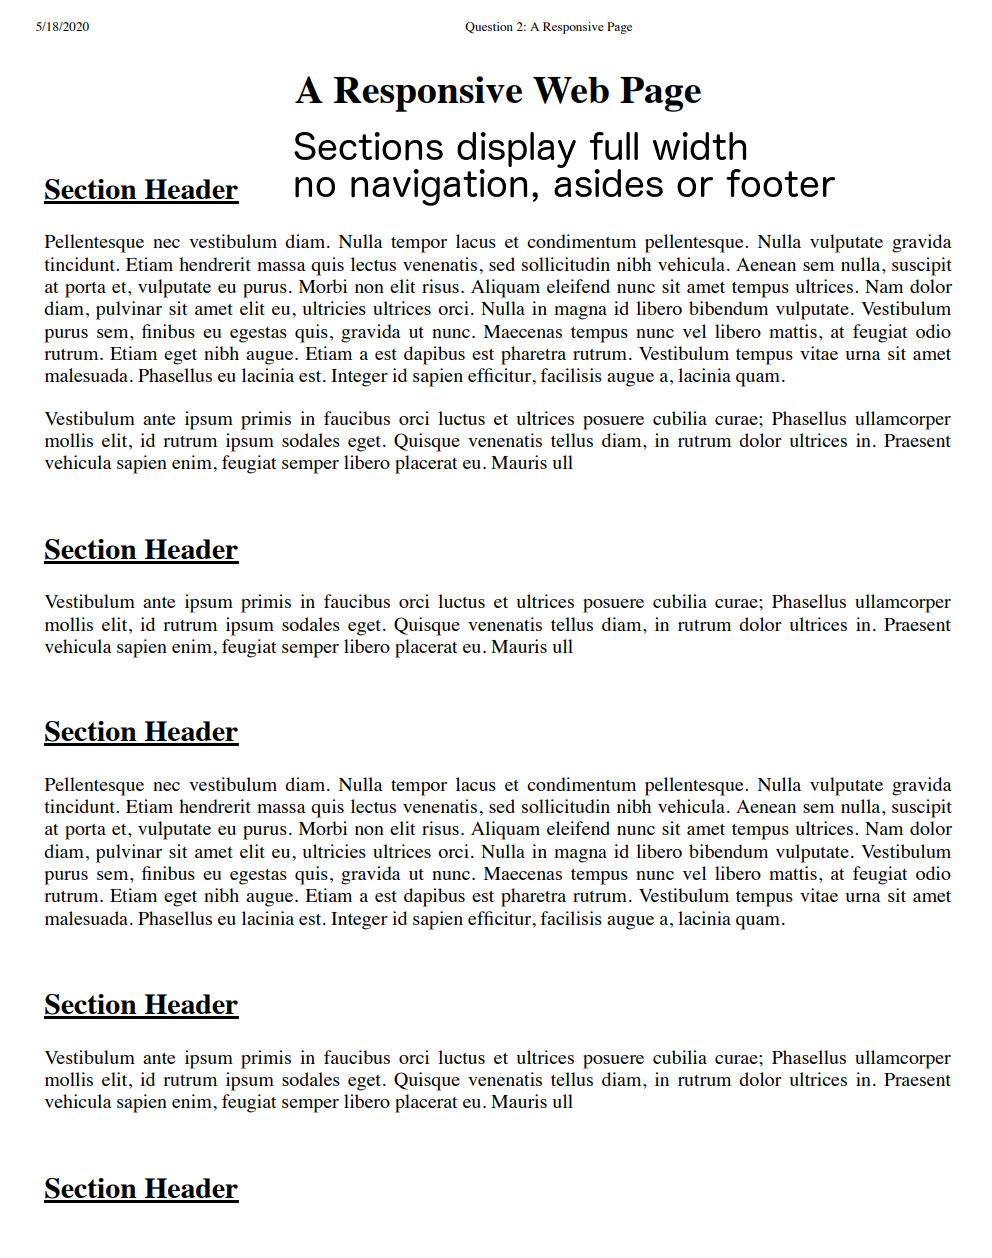 5/18/2020 Question 2: A Responsive Page
A Responsive Web Page
Sections display full width
no navigation, asides or footer
Section Header
Pellentesque nec vestibulum diam. Nulla tempor lacus et condimentum pellentesque. Nulla vulputate gravida
tincidunt. Etiam hendrerit massa quis lectus venenatis, sed sollicitudin nibh vehicula. Aenean sem nulla, suscipit
at porta et, vulputate eu purus. Morbi non elit risus. Aliquam eleifend nunc sit amet tempus ultrices. Nam dolor
diam, pulvinar sit amet elit eu, ultricies ultrices orci. Nulla in magna id libero bibendum vulputate. Vestibulum
purus sem, finibus eu egestas quis, gravida ut nunc. Maecenas tempus nunc vel libero mattis, at feugiat odio
rutrum. Etiam eget nibh augue. Etiam a est dapibus est pharetra rutrum. Vestibulum tempus vitae urna sit amet
malesuada. Phasellus eu lacinia est. Integer id sapien efficitur, facilisis augue a, lacinia quam.
Vestibulum ante ipsum primis in faucibus orci luctus et ultrices posuere cubilia curae; Phasellus ullamcorper
mollis elit, id rutrum ipsum sodales eget. Quisque venenatis tellus diam, in rutrum dolor ultrices in. Praesent
vehicula sapien enim, feugiat semper libero placerat eu. Mauris ull
Section Header
Vestibulum ante ipsum primis in faucibus orci luctus et ultrices posuere cubilia curae; Phasellus ullamcorper
mollis elit, id rutrum ipsum sodales eget. Quisque venenatis tellus diam, in rutrum dolor ultrices in. Praesent
vehicula sapien enim, feugiat semper libero placerat eu. Mauris ull
Section Header
Pellentesque nec vestibulum diam. Nulla tempor lacus et condimentum pellentesque. Nulla vulputate gravida
tincidunt. Etiam hendrerit massa quis lectus venenatis, sed sollicitudin nibh vehicula. Aenean sem nulla, suscipit
at porta et, vulputate eu purus. Morbi non elit risus. Aliquam eleifend nunc sit amet tempus ultrices. Nam dolor
diam, pulvinar sit amet elit eu, ultricies ultrices orci. Nulla in magna id libero bibendum vulputate. Vestibulum
purus sem, finibus eu egestas quis, gravida ut nunc. Maecenas tempus nunc vel libero mattis, at feugiat odio
rutrum. Etiam eget nibh augue. Etiam a est dapibus est pharetra rutrum. Vestibulum tempus vitae urna sit amet
malesuada. Phasellus eu lacinia est. Integer id sapien efficitur, facilisis augue a, lacinia quam.
Section Header
Vestibulum ante ipsum primis in faucibus orci luctus et ultrices posuere cubilia curae; Phasellus ullamcorper
mollis elit, id rutrum ipsum sodales eget. Quisque venenatis tellus diam, in rutrum dolor ultrices in. Praesent
vehicula sapien enim, feugiat semper libero placerat eu. Mauris ull
Section Header